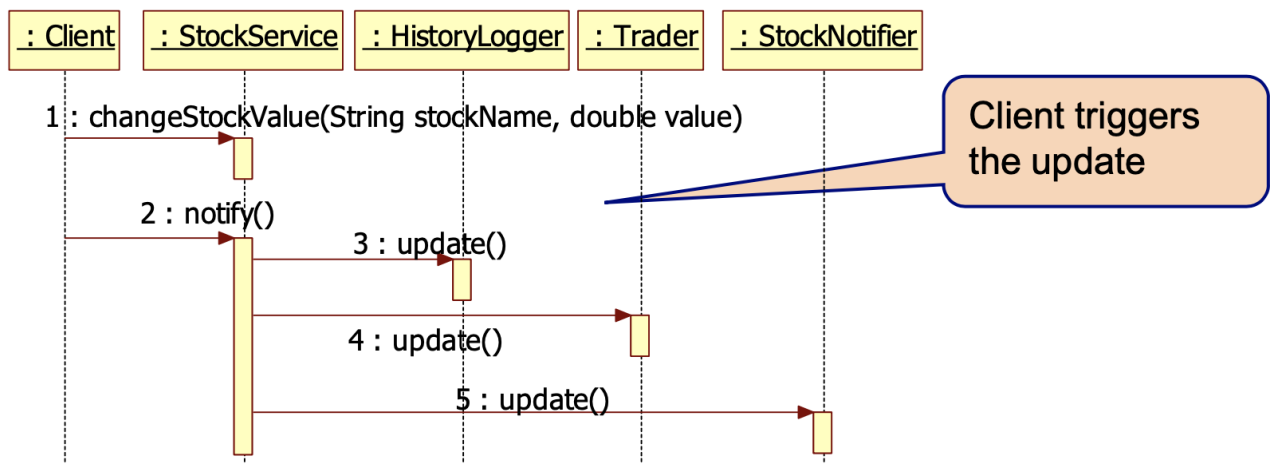 : Client
: StockService
: HistoryLogger
: Trader
: StockNotifier
1 : changeStockValue(String stockName, double value)
Client triggers
the update
2 : notify()
3 : update()
4 : update()
5 : update()